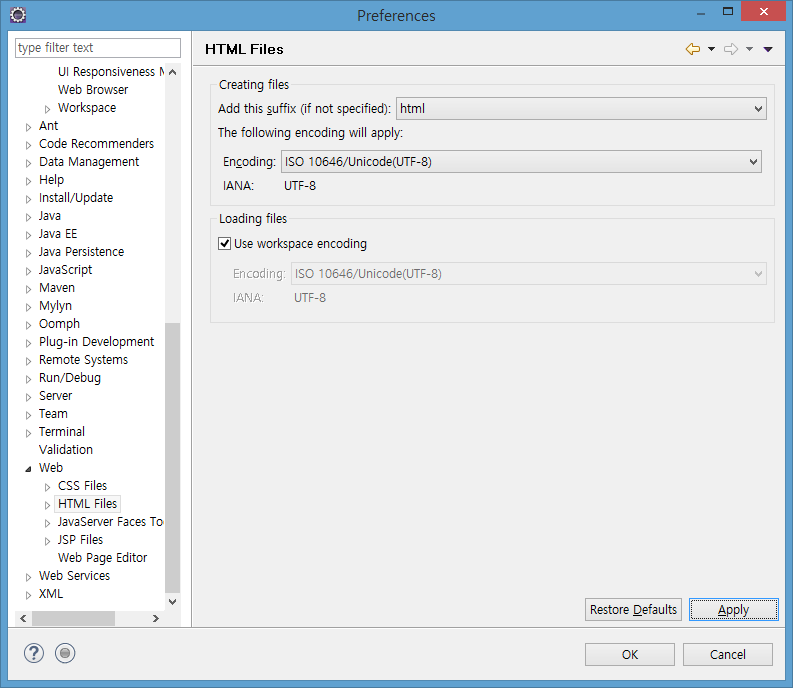 Preferences
type filter text
UI Responsiveness M
Web Browser
Workspace
Ant
Code Recommenders
Data Management
Help
Install/Update
Java
Java EE
Java Persistence
JavaScript
Maven
Mylyn
Oomph
Plug-in Development
Remote Systems
Run/Debug
Server
Team
Terminal
Validation
Web
CSS Files
HTML Files
JavaServer Faces To
JSP Files
Web Page Editor
Web Services
XML
HTML Files
Creating files
Add this suffix (if not specified): html
The following encoding will apply:
Encoding: ISO 10646/Unicode(UTF-8)
IANA: UTF-8
Loading files
Use workspace encoding
Encoding: ISO 10646/Unicode(UTF-8)
IANA: UTF-8
Restore Defaults Apply
OK Cancel